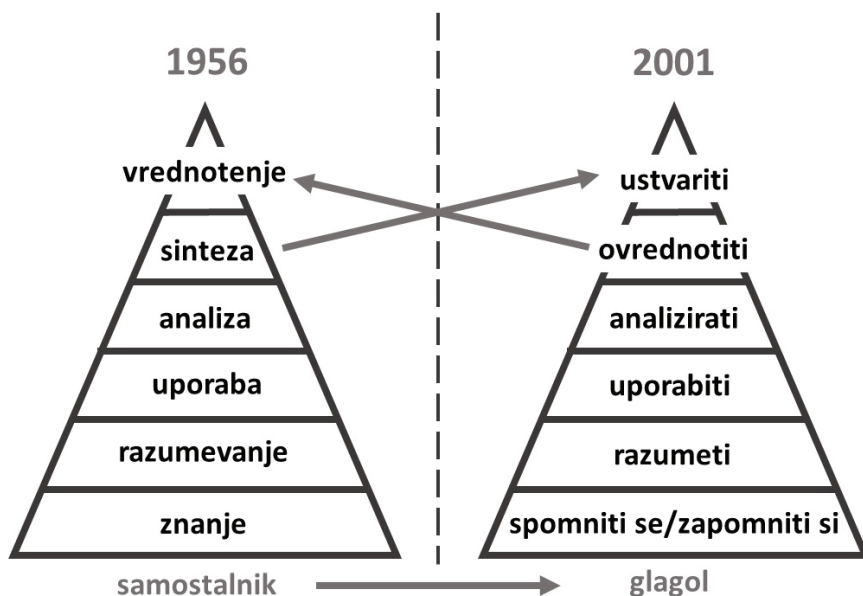 1956
vrednotenje
sinteza
analiza
uporaba
razumevanje
znanje
samostalnik
2001
ustvariti
ovrednotiti
analizirati
uporabiti
razumeti
spomniti se/zapomniti si
glagol